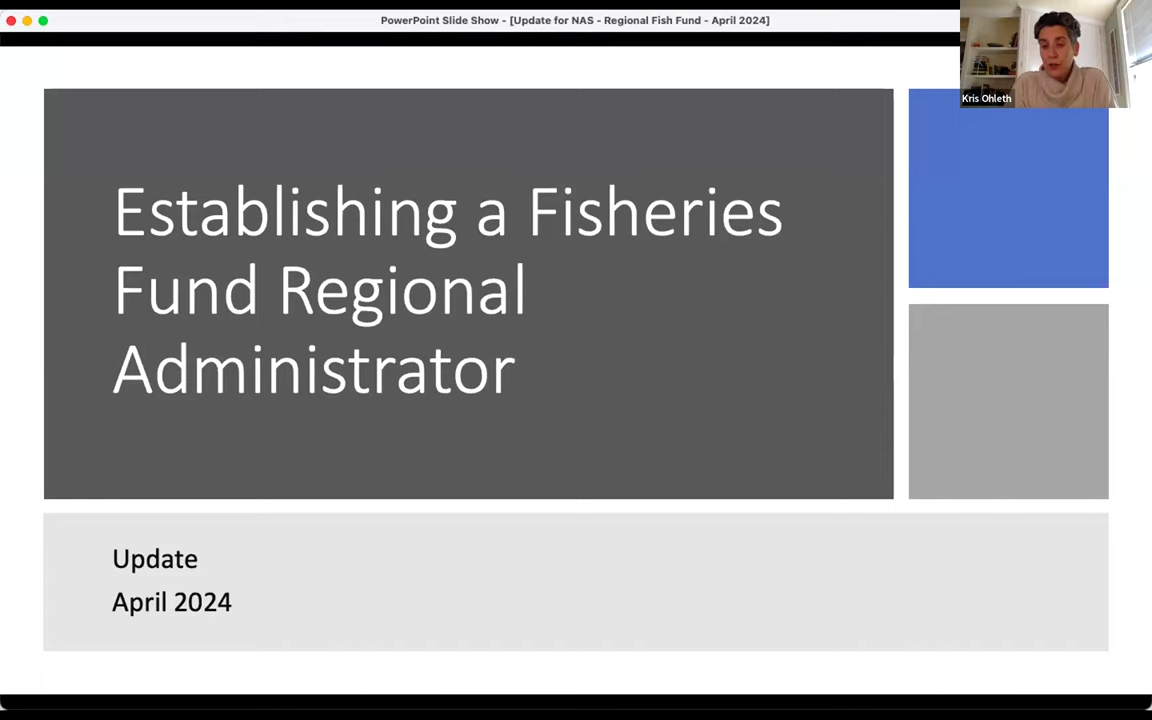 PowerPoint Slide Show - [Update for NAS - Regional Fish Fund - April 2024]
Kris Ohleth
Establishing a Fisheries
Fund Regional
Administrator
Update
April 2024